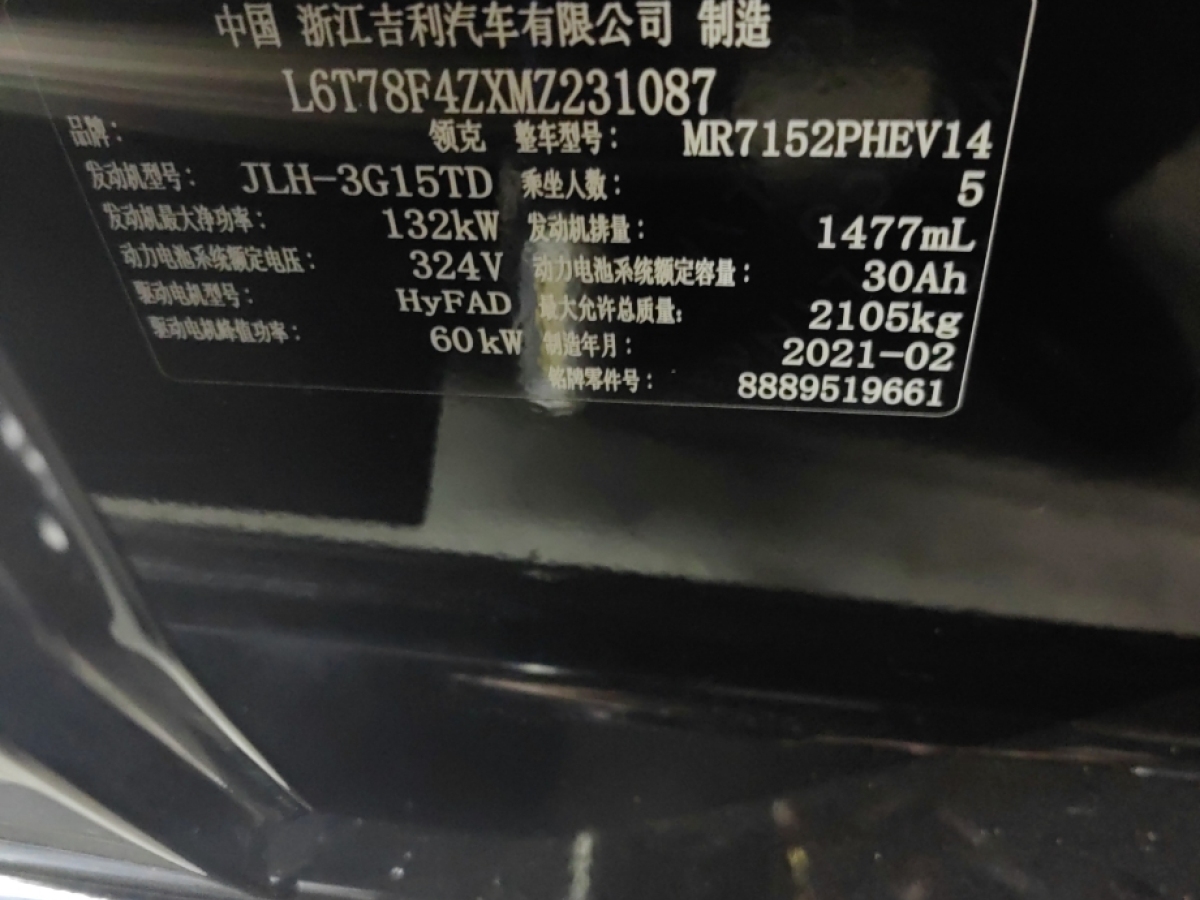 中国 浙江吉利汽车有限公司 制造
L6T78F4ZXMZ231087
品牌: 领克 整车型号: MR7152PHEV14
发动机型号: JLH-3G15TD 乘坐人数: 5
发动机最大净功率: 132kW 发动机排量: 1477mL
动力电池系统额定电压: 324V 动力电池系统额定容量: 30Ah
驱动电机型号: HyFAD 最大允许总质量: 2105kg
驱动电机峰值功率: 60kW 制造年月: 2021-02
铭牌零件号: 8889519661